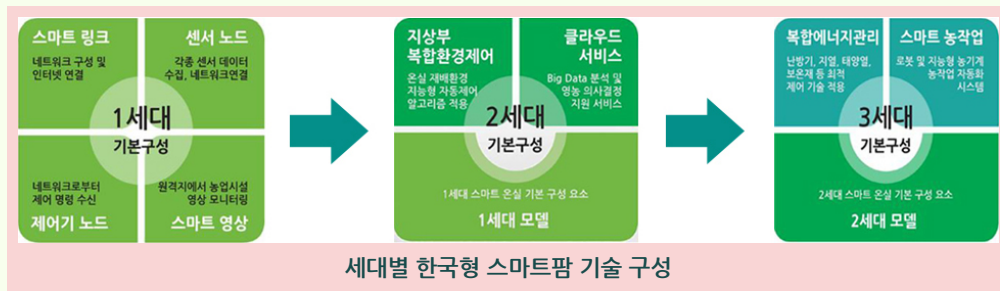 스마트 링크
네트워크 구성 및
인터넷 연결
센서 노드
각종 센서 데이터
수집, 네트워크연결
1세대
기본구성
네트워크로부터
제어 명령 수신
제어기 노드
원격지에서 농업시설
영상 모니터링
스마트 영상
지상부
복합환경제어
온실 재배환경
지능형 자동제어
알고리즘 적용
클라우드
서비스
Big Data 분석 및
영농 의사결정
지원 서비스
2세대
기본구성
1세대 스마트 온실 기본 구성 요소
1세대 모델
복합에너지관리
난방기, 지열, 태양열,
보온재 등 최적
제어 기술 적용
스마트 농작업
로봇 및 지능형 농기계
농작업 자동화
시스템
3세대
기본구성
2세대 스마트 온실 기본 구성 요소
2세대 모델
세대별 한국형 스마트팜 기술 구성